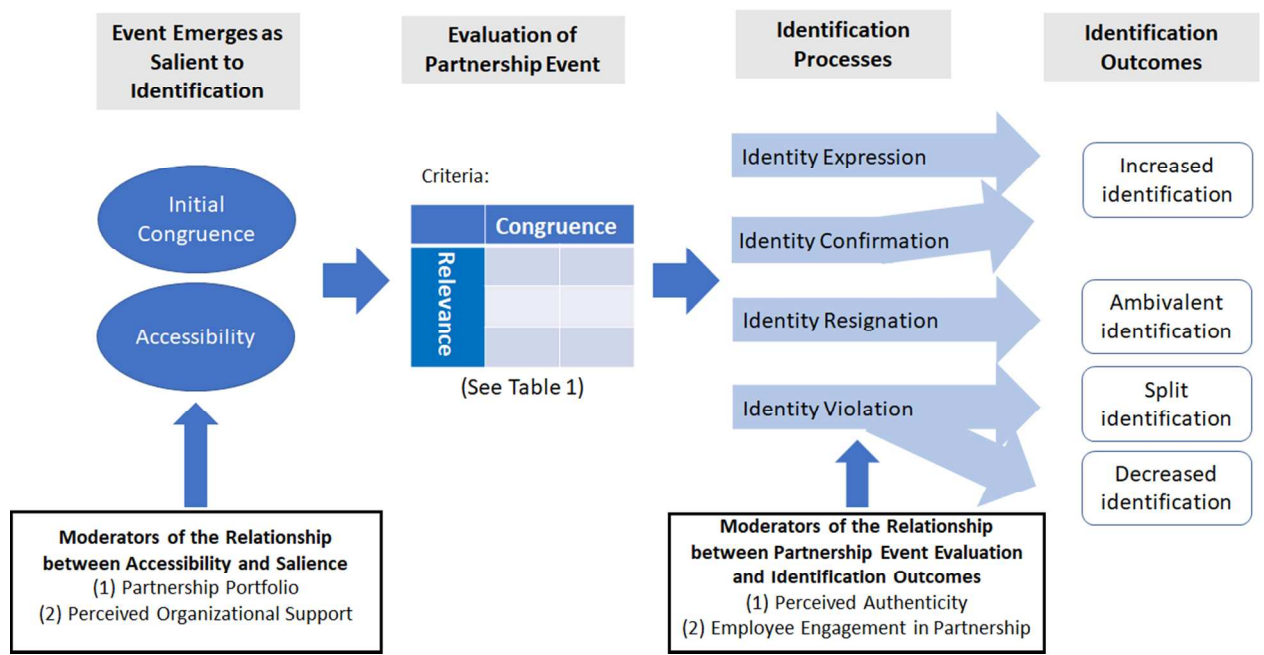 Event Emerges as
Salient to
Identification
Evaluation of
Partnership Event
Identification
Processes
Identification
Outcomes
Initial
Congruence
Accessibility
Criteria:
Congruence
Relevance
(See Table 1)
Identity Expression
Identity Confirmation
Identity Resignation
Identity Violation
Increased
identification
Ambivalent
identification
Split
identification
Decreased
identification
Moderators of the Relationship
between Accessibility and Salience
(1) Partnership Portfolio
(2) Perceived Organizational Support
Moderators of the Relationship
between Partnership Event Evaluation
and Identification Outcomes
(1) Perceived Authenticity
(2) Employee Engagement in Partnership